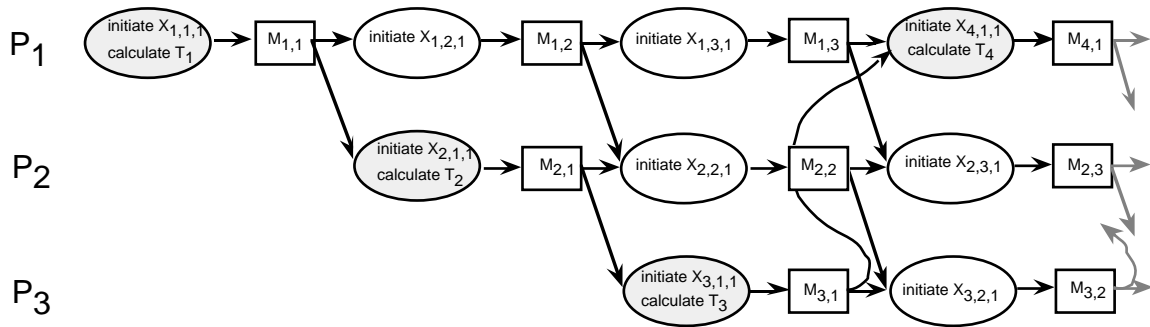 P1
initiate X1,1,1
calculate T1
M1,1
initiate X1,2,1
M1,2
initiate X1,3,1
M1,3
initiate X4,1,1
calculate T4
M4,1
P2
initiate X2,1,1
calculate T2
M2,1
initiate X2,2,1
M2,2
initiate X2,3,1
M2,3
P3
initiate X3,1,1
calculate T3
M3,1
initiate X3,2,1
M3,2